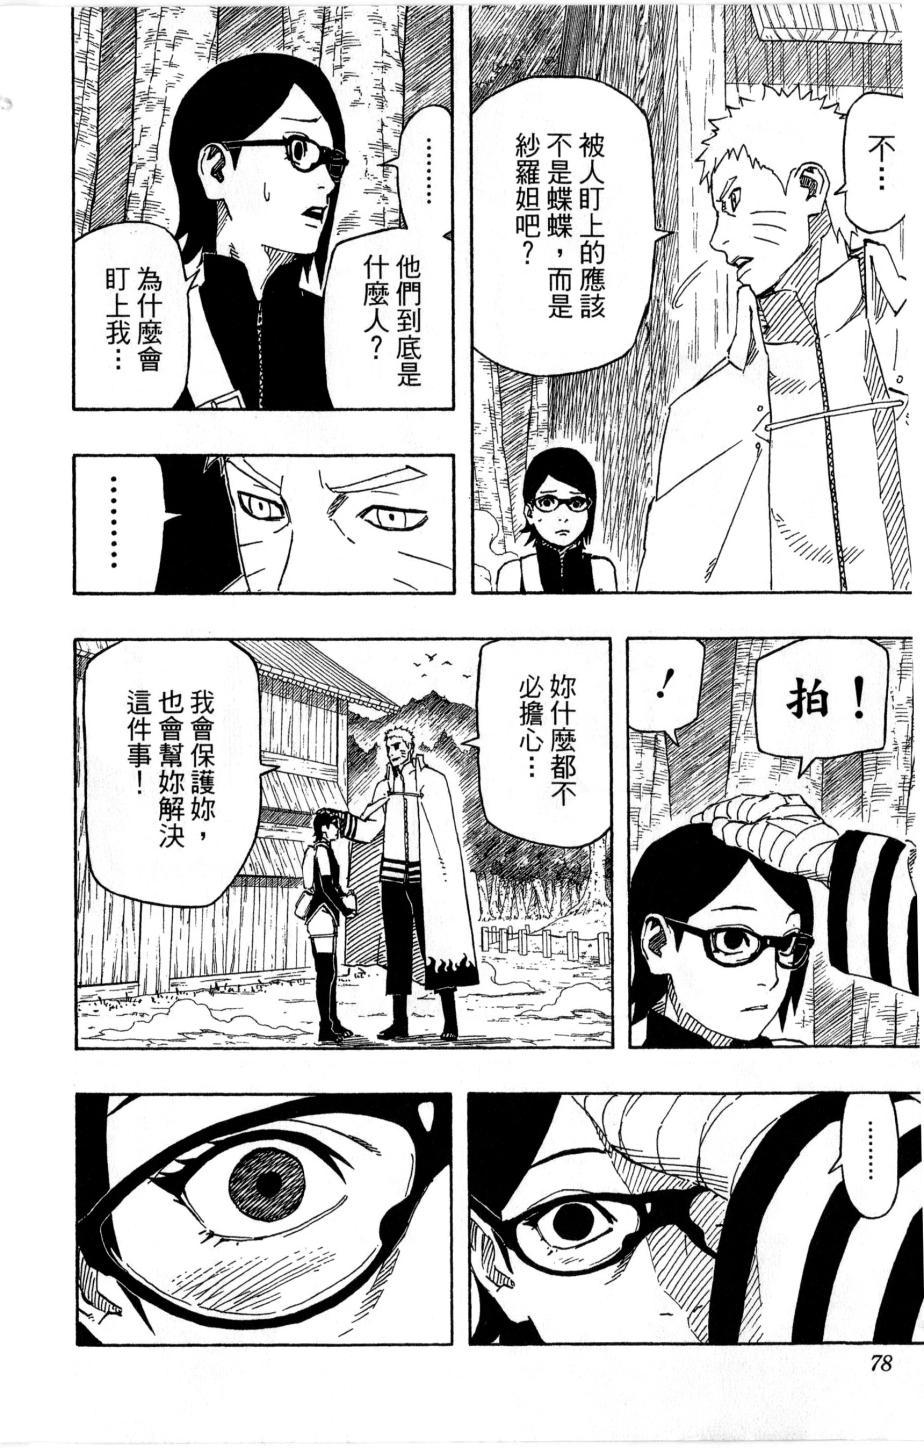 不…
被人盯上的應該
不是蝶蝶，而是
紗羅妲吧？
………
他們到底是
什麼人？
為什麼會
盯上我…
………
拍！
！
妳什麼都不
必擔心…
我會保護妳，
也會幫妳解決
這件事！
………
78